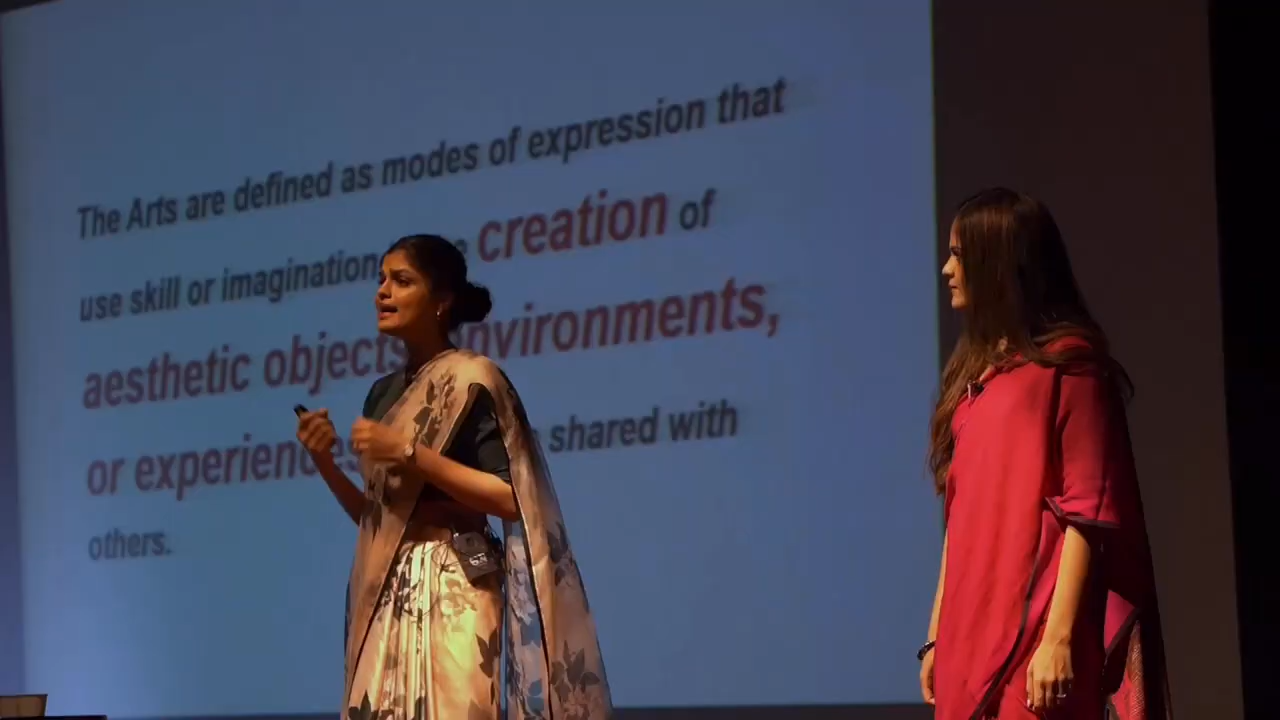 The Arts are defined as modes of expression that
use skill or imagination creation of
aesthetic objects environments,
or experiences shared with
others.